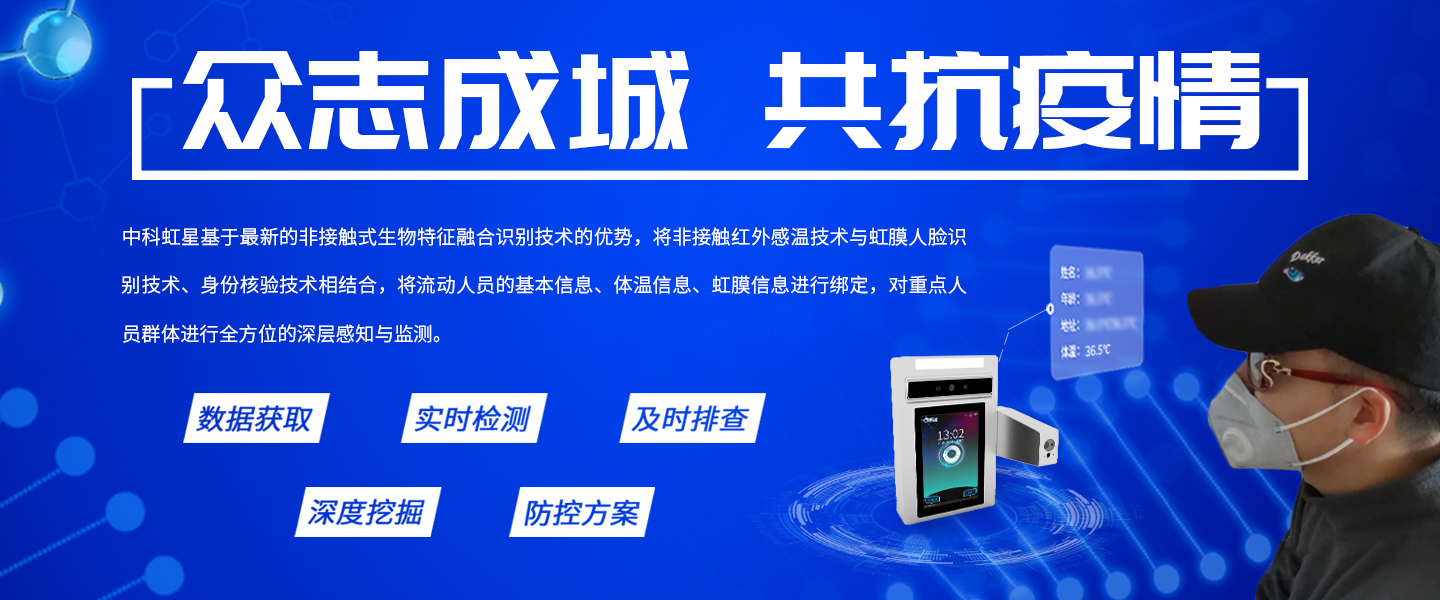 众志成城 共抗疫情
中科虹星基于最新的非接触式生物特征融合识别技术的优势，将非接触红外感温技术与虹膜人脸识
别技术、身份核验技术相结合，将流动人员的基本信息、体温信息、虹膜信息进行绑定，对重点人
员群体进行全方位的深层感知与监测。
姓名：
年龄：
地址：
体温：36.5℃
13:02
数据获取
实时检测
及时排查
深度挖掘
防控方案